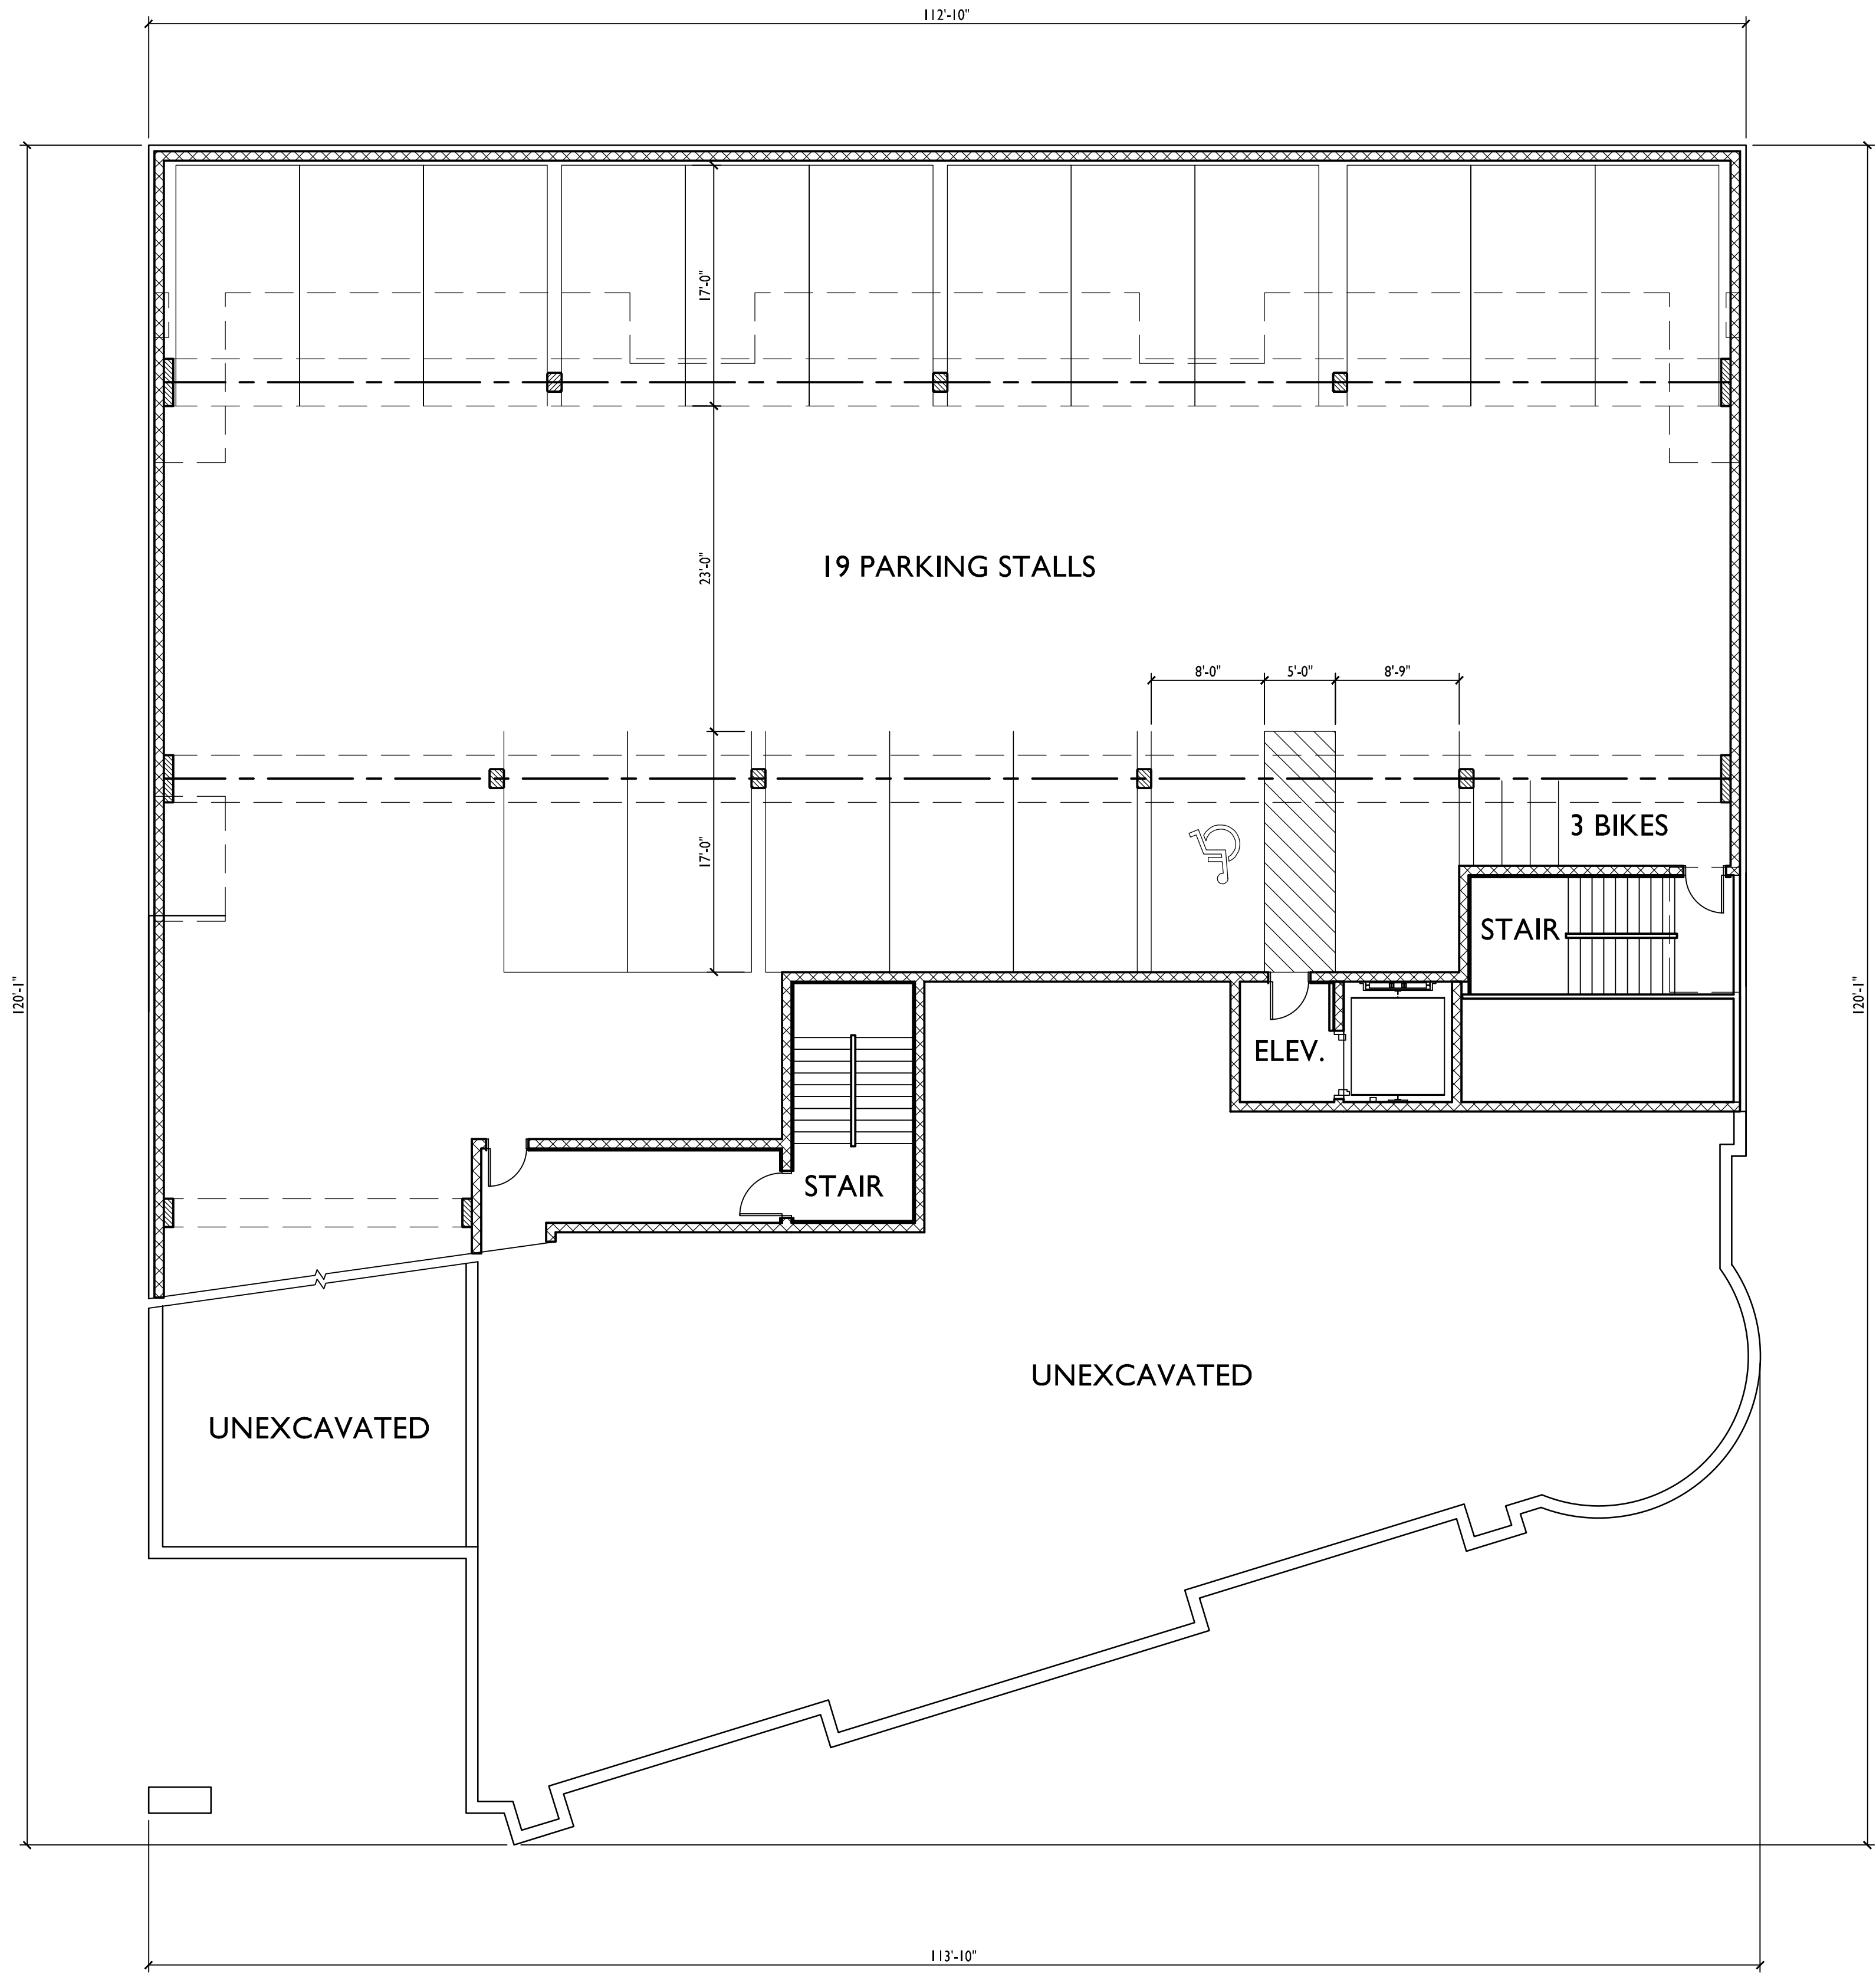 112'-10"
17'-0"
23'-0"
19 PARKING STALLS
8'-0"
5'-0"
8'-9"
17'-0"
3 BIKES
STAIR
120'-1"
120'-1"
ELEV.
STAIR
UNEXCAVATED
UNEXCAVATED
113'-10"